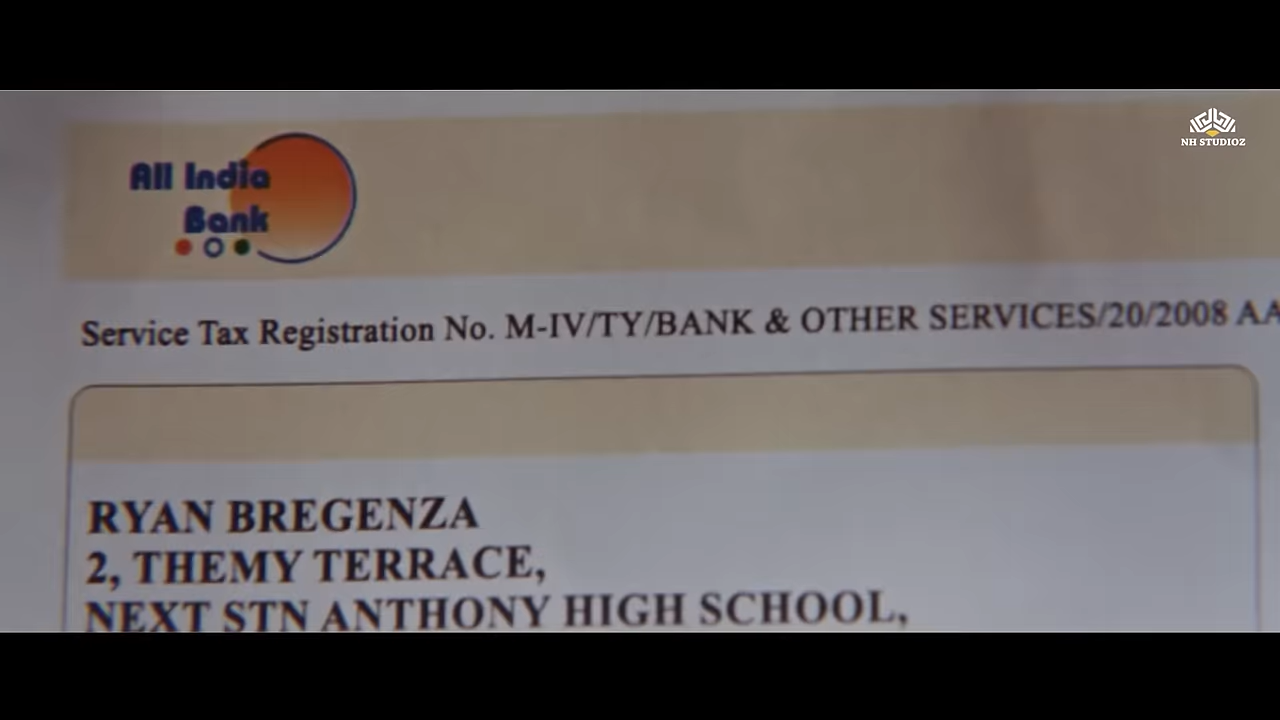 NH STUDIOZ
All India
Bank
Service Tax Registration No. M-IV/TY/BANK & OTHER SERVICES/20/2008 AA
RYAN BREGENZA
2, THEMY TERRACE,
NEXT STN ANTHONY HIGH SCHOOL,